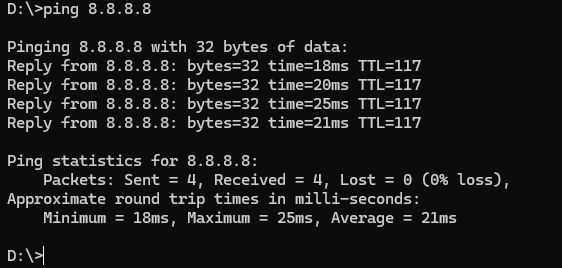 D:\>ping 8.8.8.8
Pinging 8.8.8.8 with 32 bytes of data:
Reply from 8.8.8.8: bytes=32 time=18ms TTL=117
Reply from 8.8.8.8: bytes=32 time=20ms TTL=117
Reply from 8.8.8.8: bytes=32 time=25ms TTL=117
Reply from 8.8.8.8: bytes=32 time=21ms TTL=117
Ping statistics for 8.8.8.8:
    Packets: Sent = 4, Received = 4, Lost = 0 (0% loss),
Approximate round trip times in milli-seconds:
    Minimum = 18ms, Maximum = 25ms, Average = 21ms
D:\>